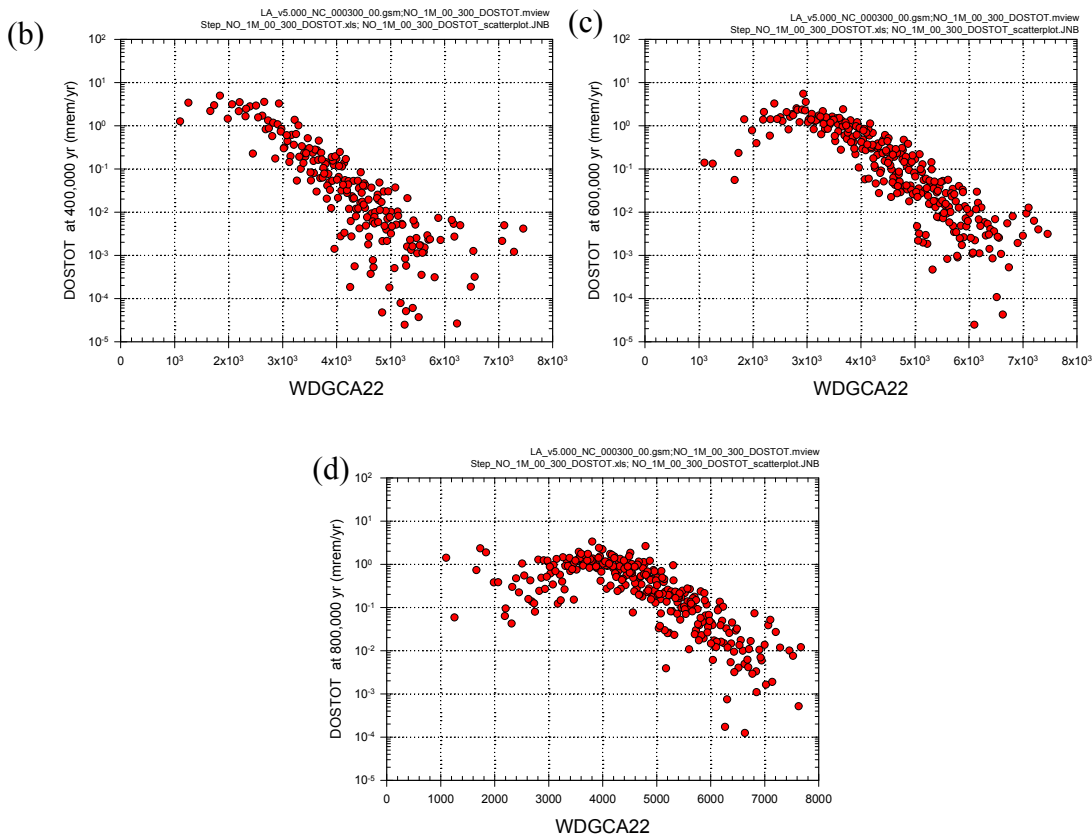 (b)
LA_v5.000_NC_000300_00.gsm;NO_1M_00_300_DOSTOT.mview
Step_NO_1M_00_300_DOSTOT.xls; NO_1M_00_300_DOSTOT_scatterplot.JNB
DOSTOT at 400,000 yr (mrem/yr)
10²
10¹
10⁰
10⁻¹
10⁻²
10⁻³
10⁻⁴
10⁻⁵
0 1x10³ 2x10³ 3x10³ 4x10³ 5x10³ 6x10³ 7x10³ 8x10³
WDGCA22
(c)
LA_v5.000_NC_000300_00.gsm;NO_1M_00_300_DOSTOT.mview
Step_NO_1M_00_300_DOSTOT.xls; NO_1M_00_300_DOSTOT_scatterplot.JNB
DOSTOT at 600,000 yr (mrem/yr)
10²
10¹
10⁰
10⁻¹
10⁻²
10⁻³
10⁻⁴
10⁻⁵
0 1x10³ 2x10³ 3x10³ 4x10³ 5x10³ 6x10³ 7x10³ 8x10³
WDGCA22
(d)
LA_v5.000_NC_000300_00.gsm;NO_1M_00_300_DOSTOT.mview
Step_NO_1M_00_300_DOSTOT.xls; NO_1M_00_300_DOSTOT_scatterplot.JNB
DOSTOT at 800,000 yr (mrem/yr)
10²
10¹
10⁰
10⁻¹
10⁻²
10⁻³
10⁻⁴
10⁻⁵
0 1000 2000 3000 4000 5000 6000 7000 8000
WDGCA22